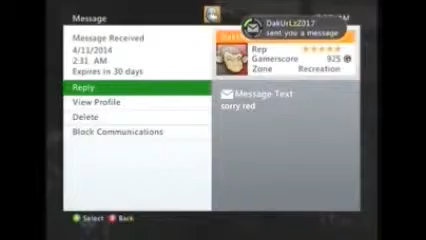 Message
DakUrLzZ017
sent you a message
Message Received
4/11/2014
2:31 AM
Expires in 30 days
Rep
Gamerscore 925 G
Zone Recreation
Reply
View Profile
Delete
Block Communications
Message Text
sorry red
Select Back